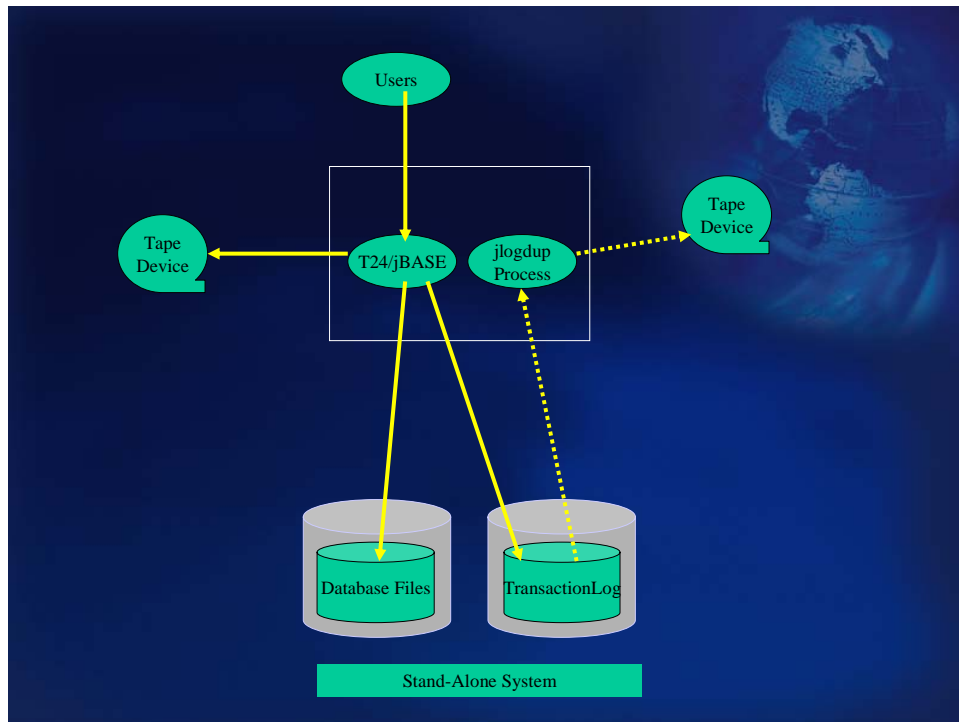 Users
Tape
Device
Tape
Device
T24/jBASE
jlogdup
Process
Database Files
TransactionLog
Stand-Alone System